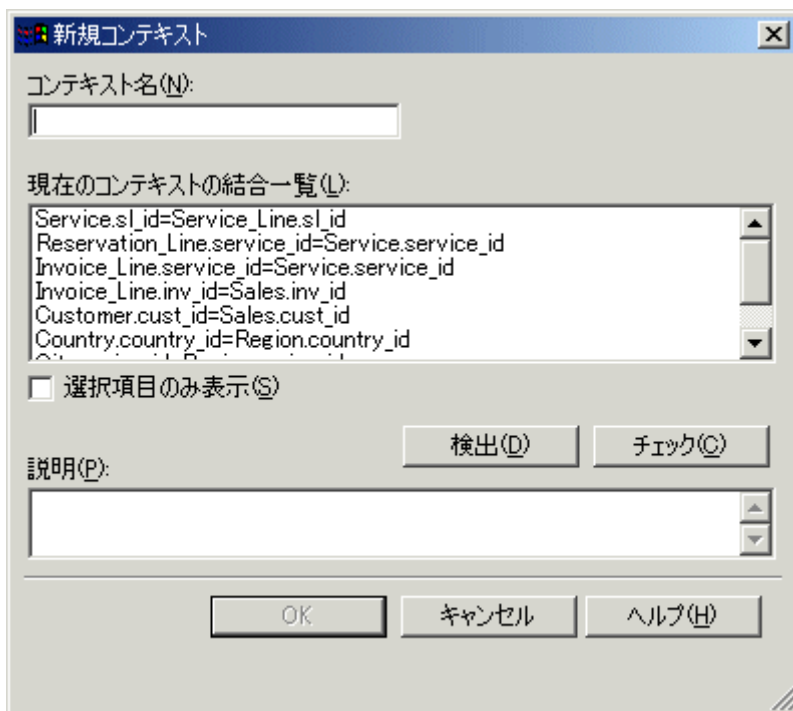 新規コンテキスト
コンテキスト名(N):
現在のコンテキストの結合一覧(L):
Service.sl_id=Service_Line.sl_id
Reservation_Line.service_id=Service.service_id
Invoice_Line.service_id=Service.service_id
Invoice_Line.inv_id=Sales.inv_id
Customer.cust_id=Sales.cust_id
Country.country_id=Region.country_id
選択項目のみ表示(S)
検出(D) チェック(C)
説明(P):
OK キャンセル ヘルプ(H)